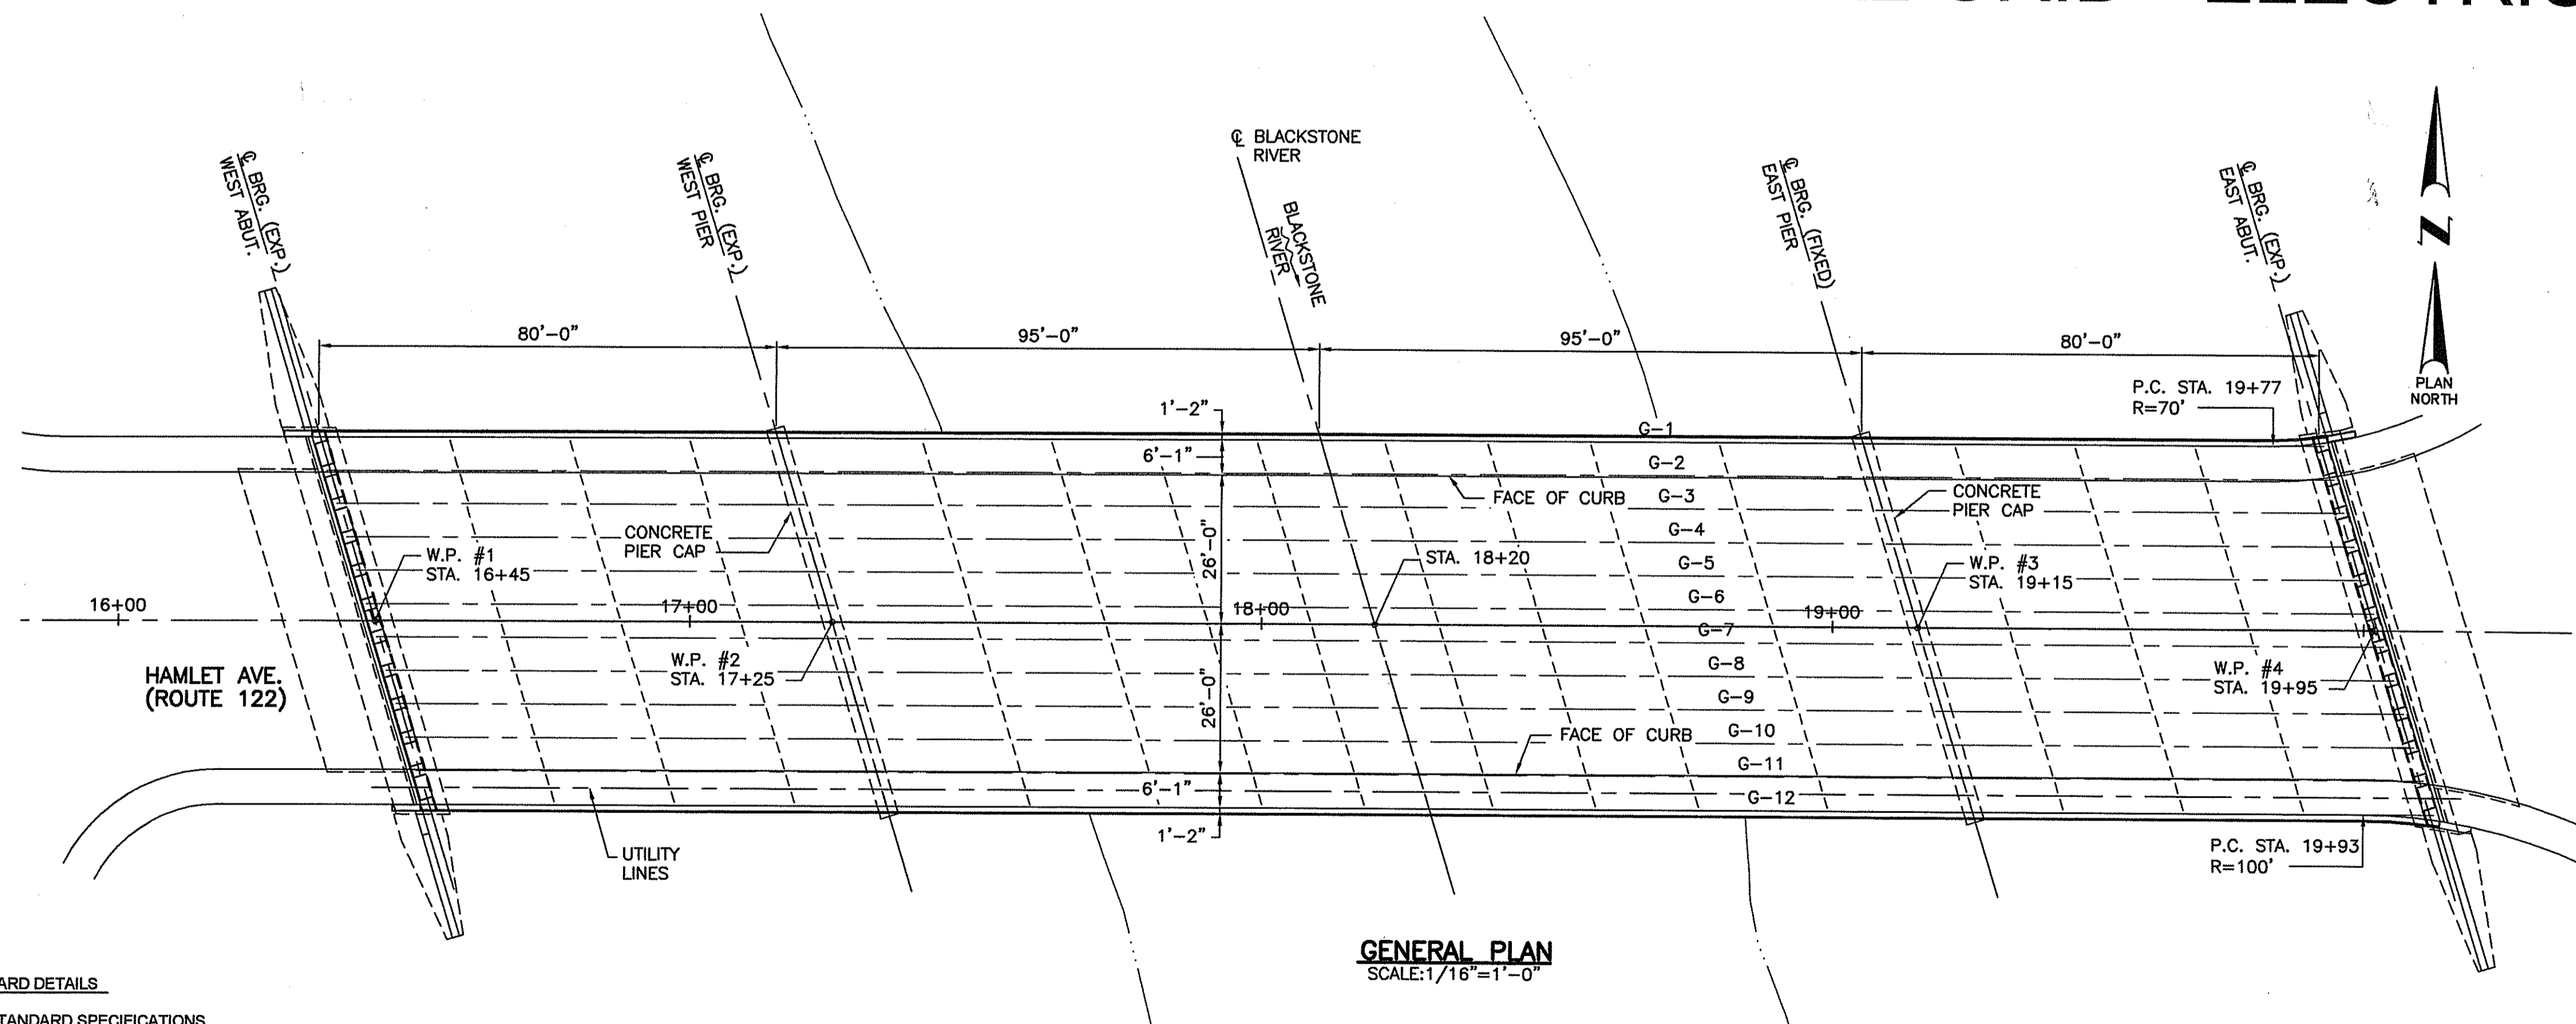 ℄ BLACKSTONE
RIVER
BLACKSTONE
RIVER
℄ BRG. (EXP.)
WEST ABUT.
℄ BRG. (EXP.)
WEST PIER
℄ BRG. (FIXED)
EAST PIER
℄ BRG. (EXP.)
EAST ABUT.
N
PLAN
NORTH
80'-0"
95'-0"
95'-0"
80'-0"
P.C. STA. 19+77
R=70'
1'-2"
6'-1"
26'-0"
26'-0"
6'-1"
1'-2"
G-1
G-2
G-3
G-4
G-5
G-6
G-7
G-8
G-9
G-10
G-11
G-12
FACE OF CURB
CONCRETE
PIER CAP
CONCRETE
PIER CAP
W.P. #1
STA. 16+45
STA. 18+20
W.P. #3
STA. 19+15
16+00
17+00
18+00
19+00
W.P. #2
STA. 17+25
W.P. #4
STA. 19+95
HAMLET AVE.
(ROUTE 122)
FACE OF CURB
UTILITY
LINES
P.C. STA. 19+93
R=100'
GENERAL PLAN
SCALE:1/16"=1'-0"
ARD DETAILS
TANDARD SPECIFICATIONS